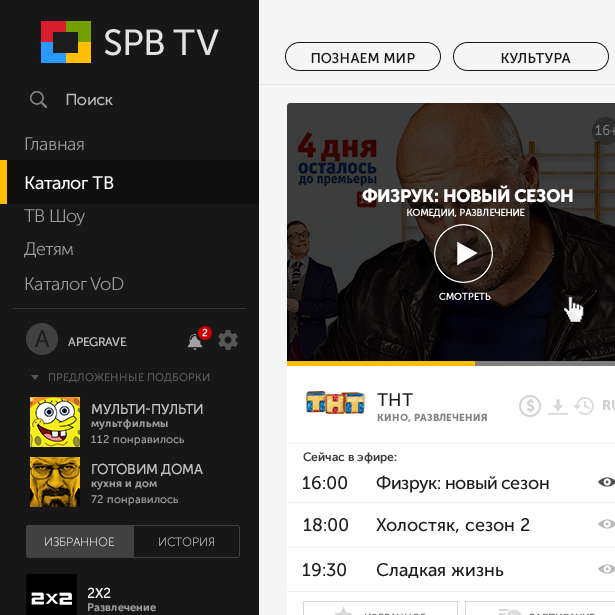 SPB TV
Поиск
Главная
Каталог ТВ
ТВ Шоу
Детям
Каталог VoD
A
APEGRAVE
2
ПРЕДЛОЖЕННЫЕ ПОДБОРКИ
МУЛЬТИ-ПУЛЬТИ
мультфильмы
112 понравилось
ГОТОВИМ ДОМА
кухня и дом
72 понравилось
ИЗБРАННОЕ
ИСТОРИЯ
2x2
2X2
Развлечение
ПОЗНАЕМ МИР
КУЛЬТУРА
16+
4 ДНЯ
ОСТАЛОСЬ
до премьеры
ФИЗРУК: НОВЫЙ СЕЗОН
КОМЕДИИ, РАЗВЛЕЧЕНИЕ
СМОТРЕТЬ
ТНТ
ТНТ
КИНО, РАЗВЛЕЧЕНИЯ
$
RU
Сейчас в эфире:
16:00 Физрук: новый сезон
18:00 Холостяк, сезон 2
19:30 Сладкая жизнь